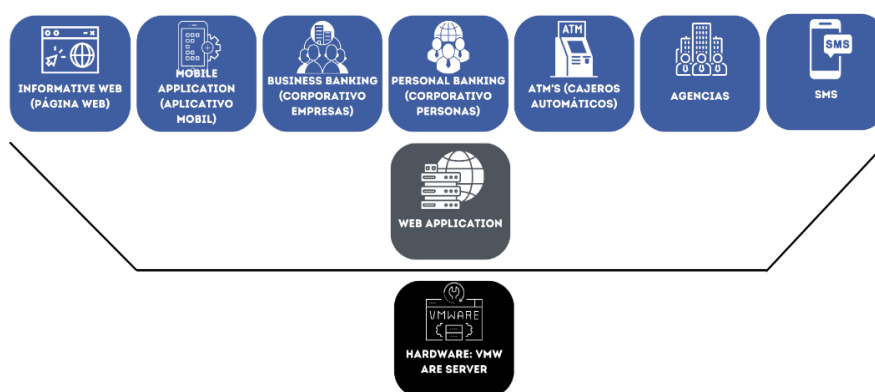 INFORMATIVE WEB
(PÁGINA WEB)
MOBILE
APPLICATION
(APLICATIVO
MOBIL)
BUSINESS BANKING
(CORPORATIVO
EMPRESAS)
PERSONAL BANKING
(CORPORATIVO
PERSONAS)
ATM
ATM'S (CAJEROS
AUTOMÁTICOS)
AGENCIAS
SMS
SMS
WEB APPLICATION
VMWARE
HARDWARE: VMW
ARE SERVER